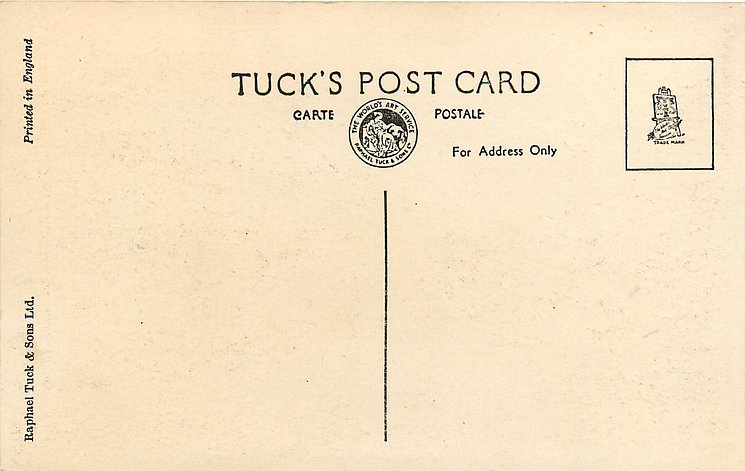 TUCK'S POST CARD
CARTE POSTALE
THE WORLD'S ART SERVICE
RAPHAEL TUCK & SONS LD
For Address Only
TRADE MARK
Printed in England
Raphael Tuck & Sons Ltd.